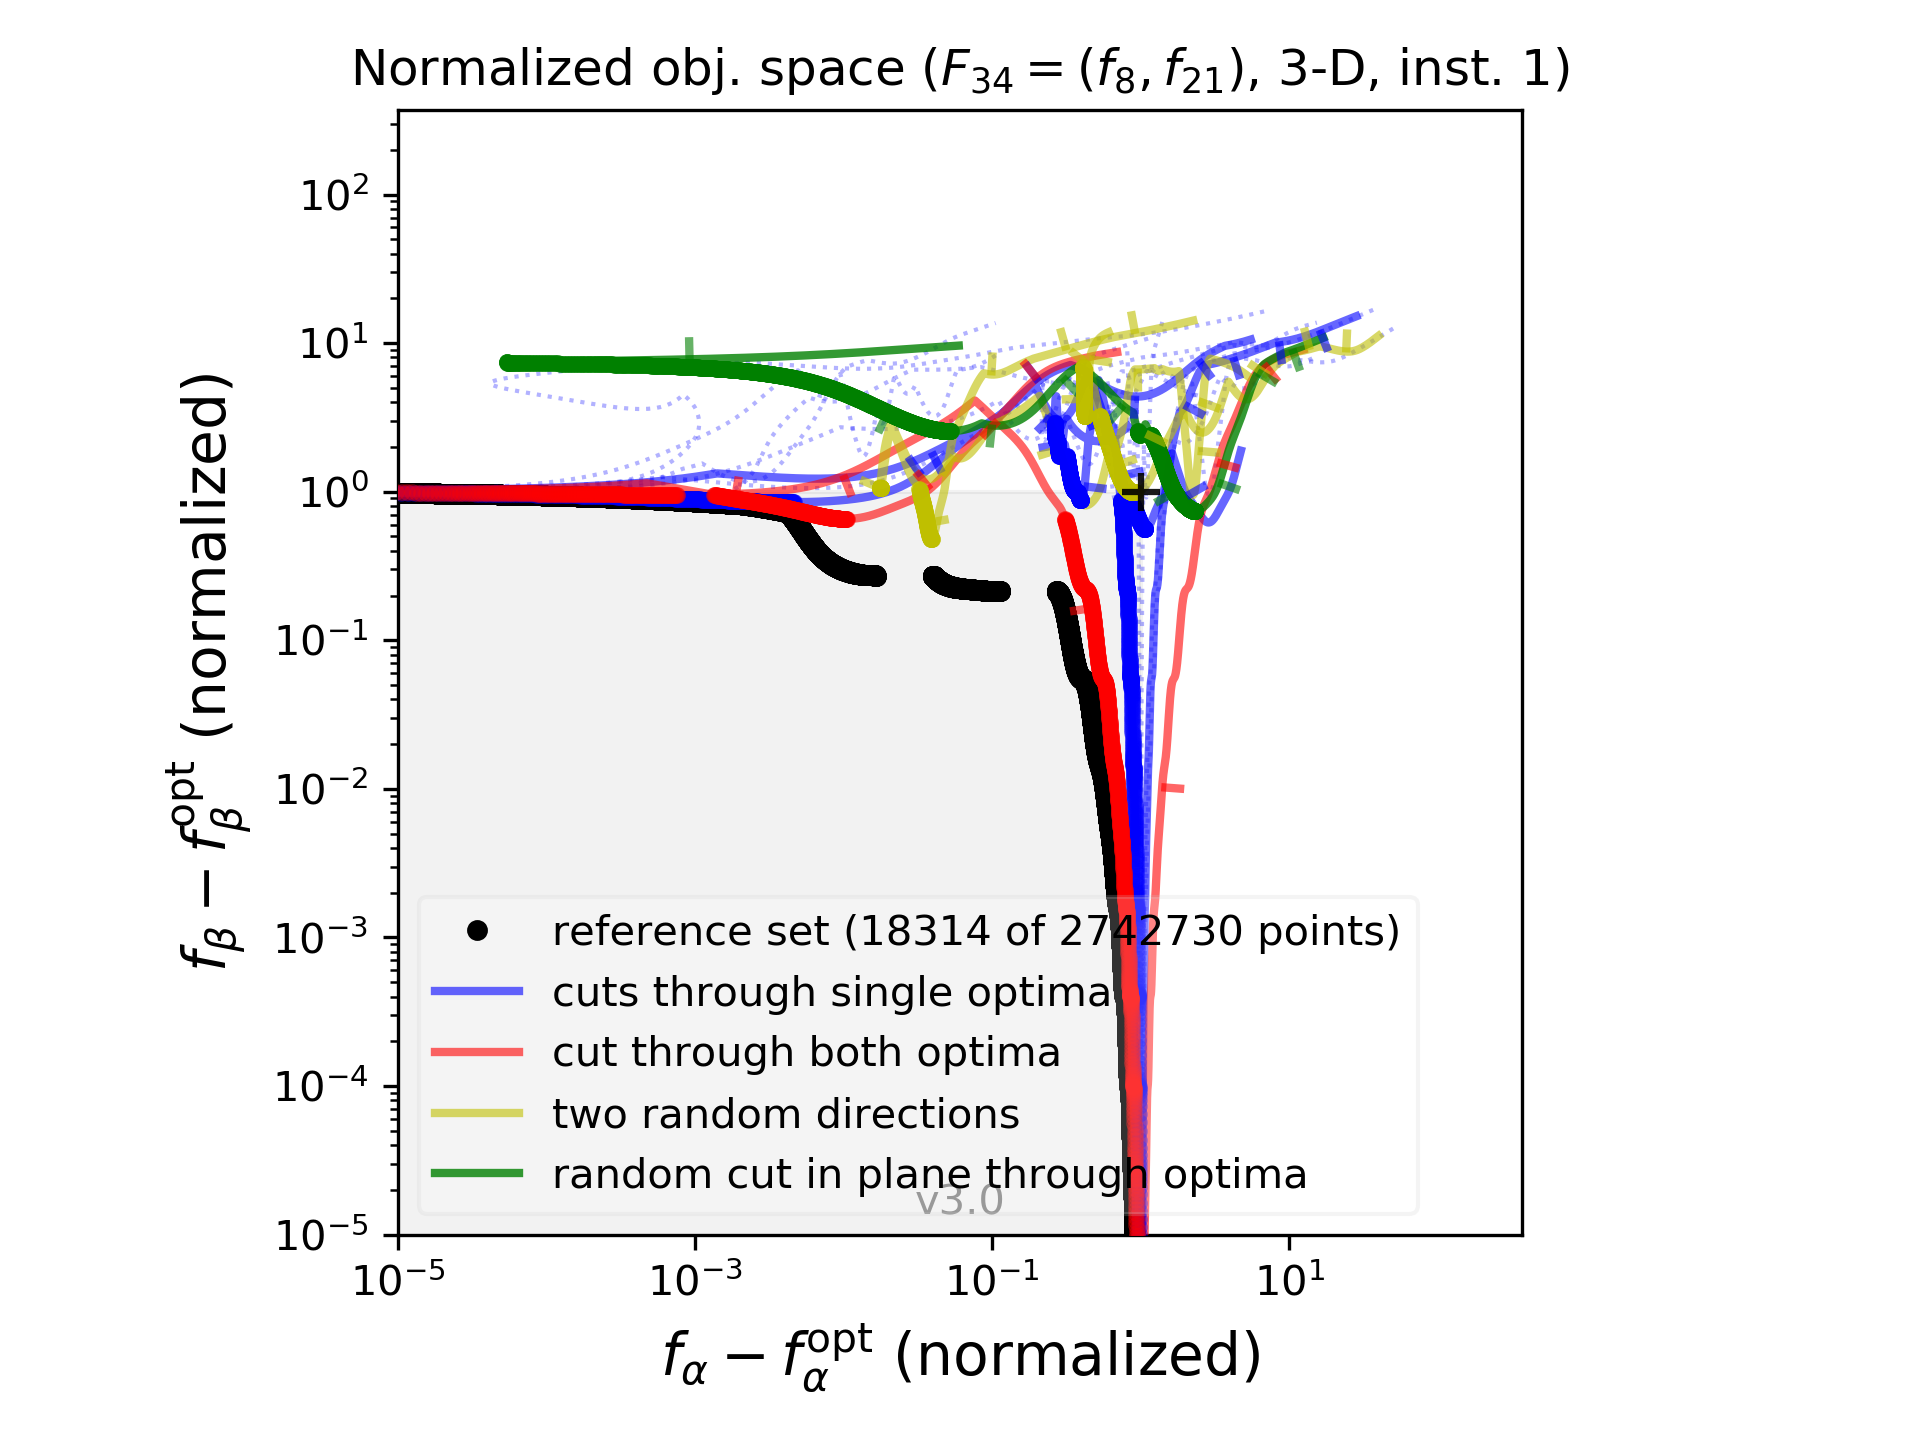 Normalized obj. space (F₃₄ = (f₈, f₂₁), 3-D, inst. 1)
f_β − f_β^opt (normalized)
10²
10¹
10⁰
10⁻¹
10⁻²
10⁻³
10⁻⁴
10⁻⁵
reference set (18314 of 2742730 points)
cuts through single optima
cut through both optima
two random directions
random cut in plane through optima
v3.0
10⁻⁵ 10⁻³ 10⁻¹ 10¹
f_α − f_α^opt (normalized)